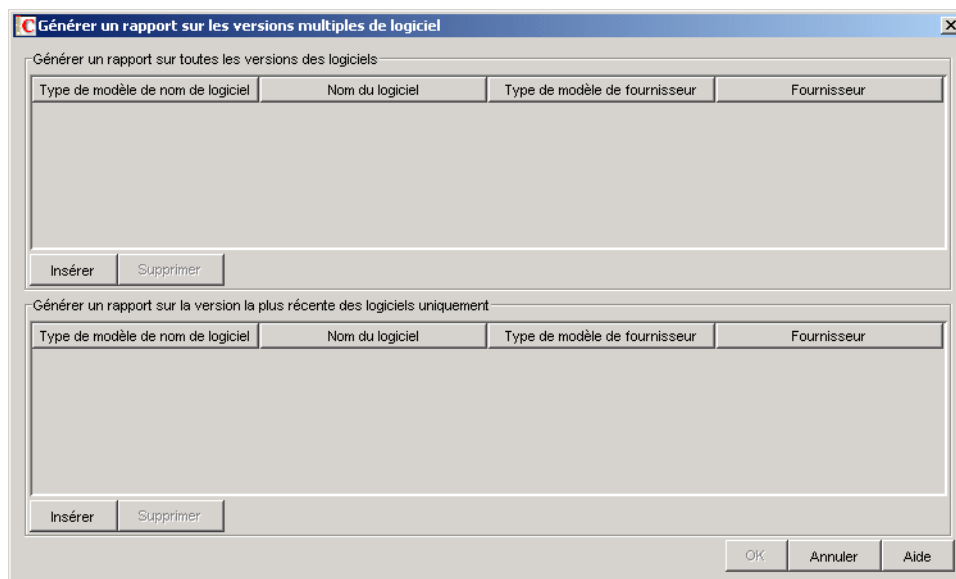 Générer un rapport sur les versions multiples de logiciel
Générer un rapport sur toutes les versions des logiciels
Type de modèle de nom de logiciel Nom du logiciel Type de modèle de fournisseur Fournisseur
Insérer Supprimer
Générer un rapport sur la version la plus récente des logiciels uniquement
Type de modèle de nom de logiciel Nom du logiciel Type de modèle de fournisseur Fournisseur
Insérer Supprimer
OK Annuler Aide